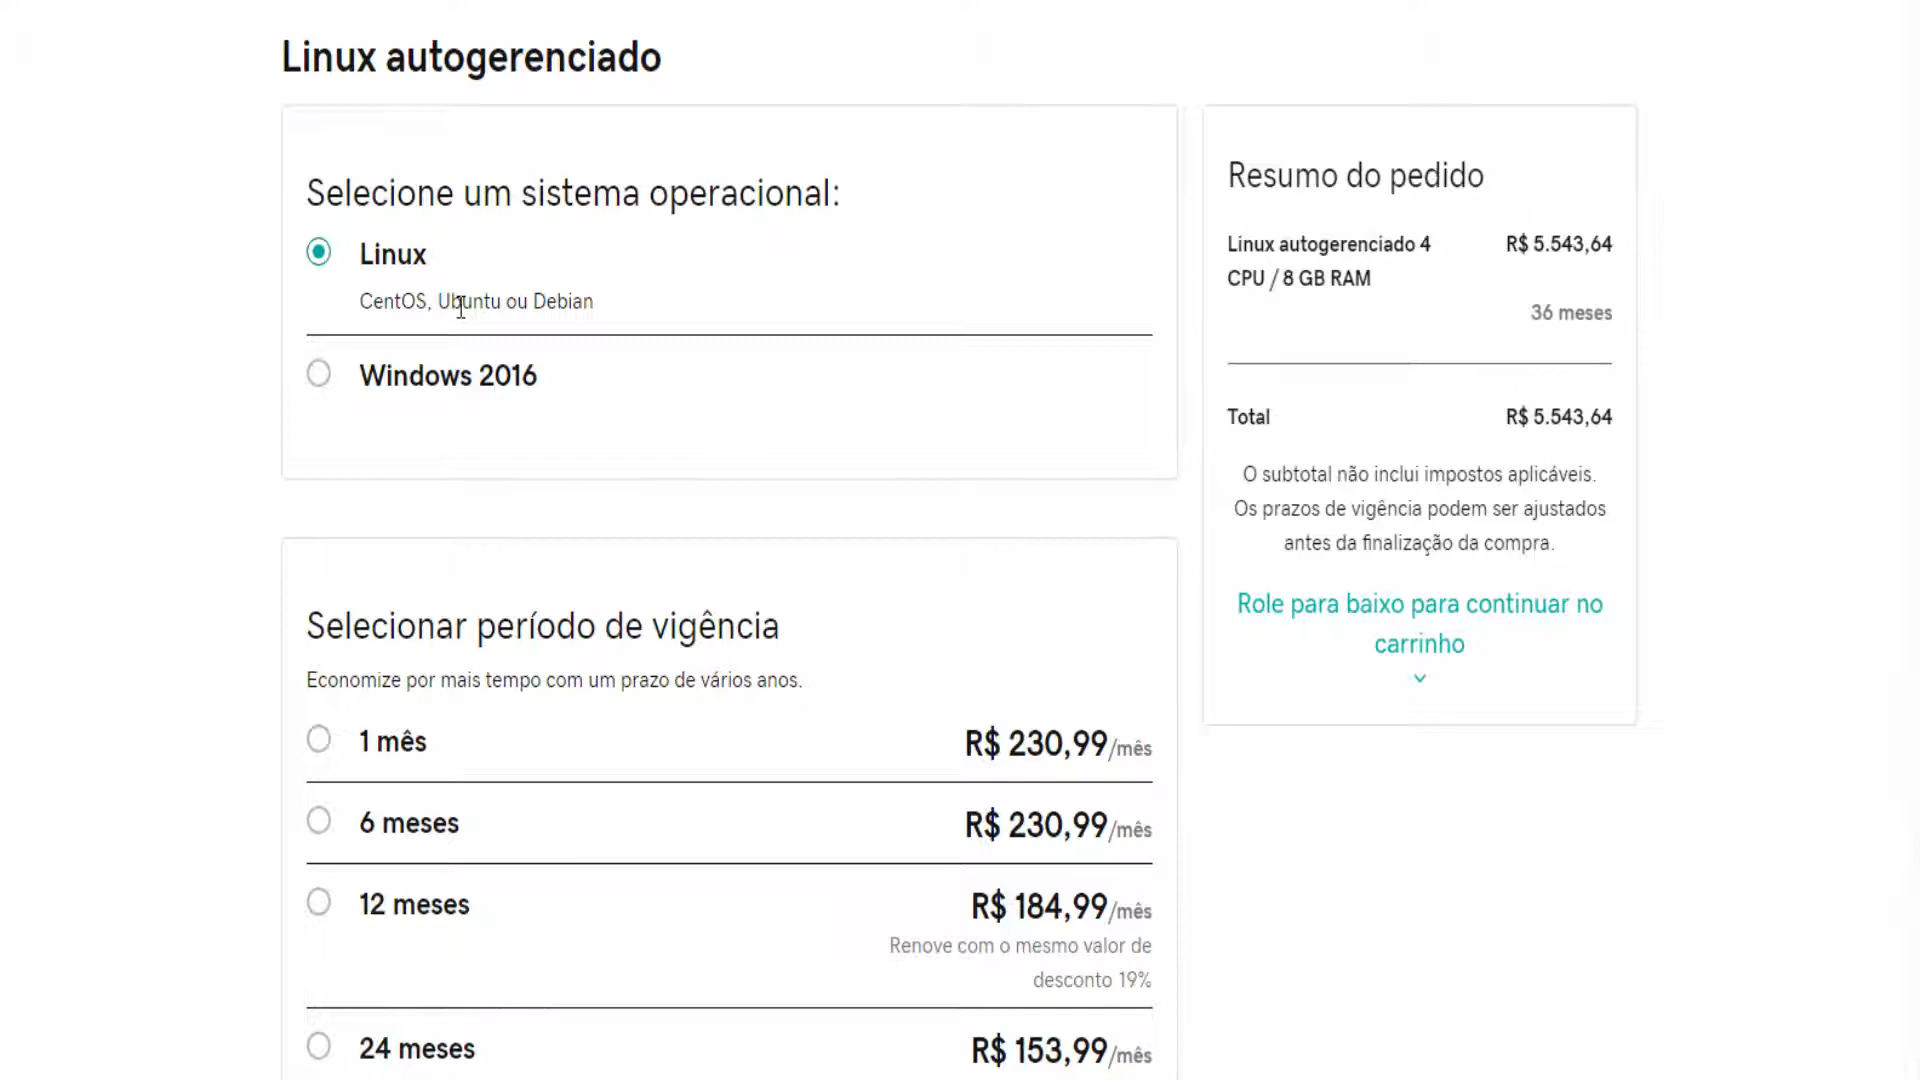 Linux autogerenciado
Selecione um sistema operacional:
Linux
CentOS, Ubuntu ou Debian
Windows 2016
Selecionar período de vigência
Economize por mais tempo com um prazo de vários anos.
1 mês R$ 230,99/mês
6 meses R$ 230,99/mês
12 meses R$ 184,99/mês
Renove com o mesmo valor de
desconto 19%
24 meses R$ 153,99/mês
Resumo do pedido
Linux autogerenciado 4 R$ 5.543,64
CPU / 8 GB RAM
36 meses
Total R$ 5.543,64
O subtotal não inclui impostos aplicáveis.
Os prazos de vigência podem ser ajustados
antes da finalização da compra.
Role para baixo para continuar no
carrinho